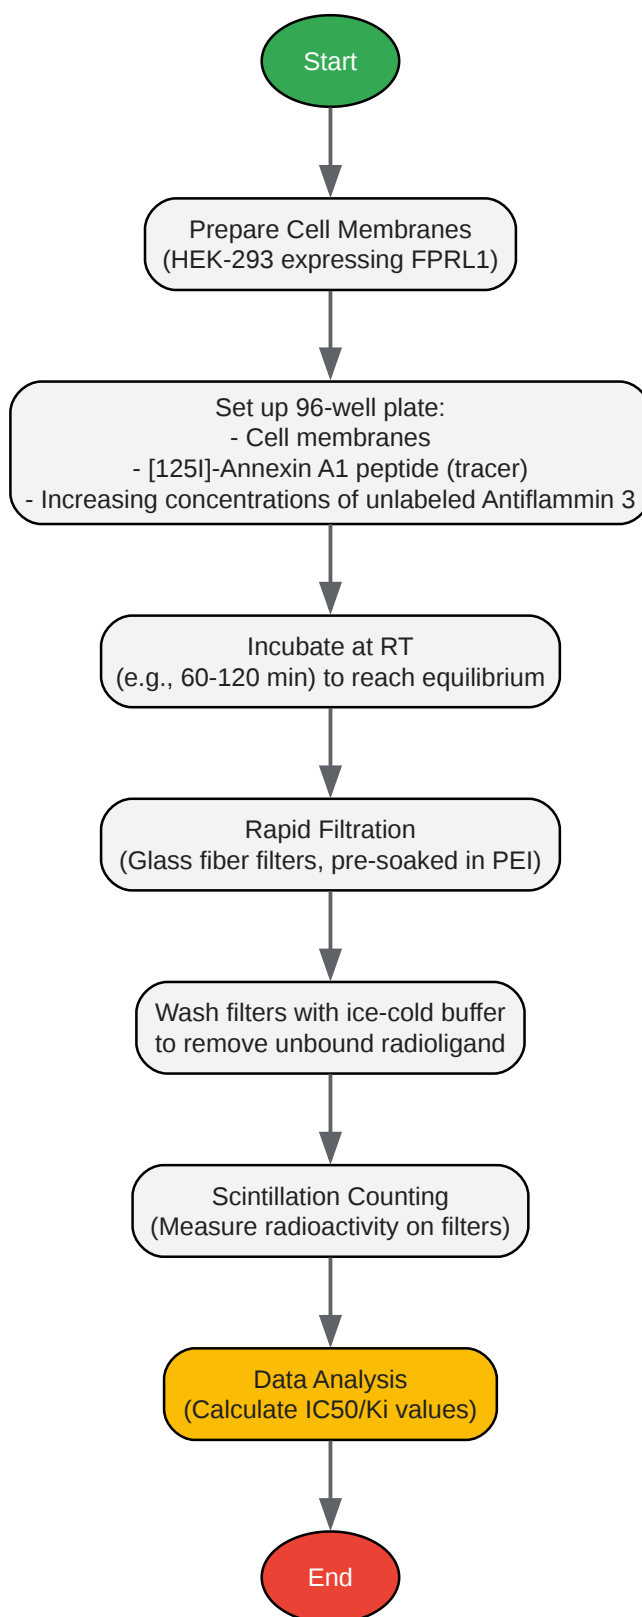 Start
Prepare Cell Membranes
(HEK-293 expressing FPRL1)
Set up 96-well plate:
- Cell membranes
- [125I]-Annexin A1 peptide (tracer)
- Increasing concentrations of unlabeled Antiflammin 3
Incubate at RT
(e.g., 60-120 min) to reach equilibrium
Rapid Filtration
(Glass fiber filters, pre-soaked in PEI)
Wash filters with ice-cold buffer
to remove unbound radioligand
Scintillation Counting
(Measure radioactivity on filters)
Data Analysis
(Calculate IC50/Ki values)
End